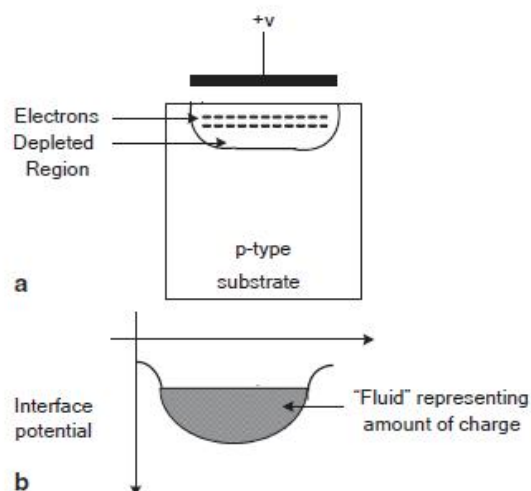 +v
Electrons
Depleted
Region
p-type
substrate
a
Interface
potential
"Fluid" representing
amount of charge
b